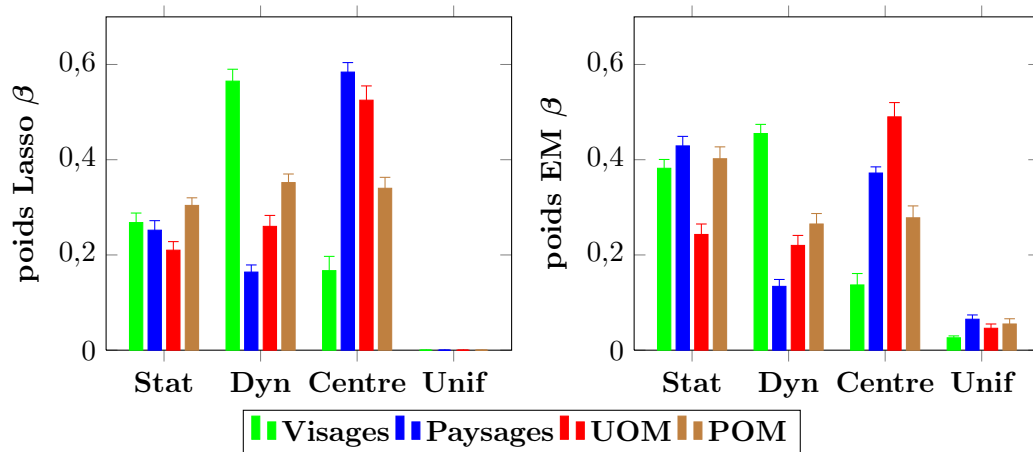 poids Lasso β
0,6
0,4
0,2
0
Stat Dyn Centre Unif
poids EM β
0,6
0,4
0,2
0
Stat Dyn Centre Unif
Visages Paysages UOM POM